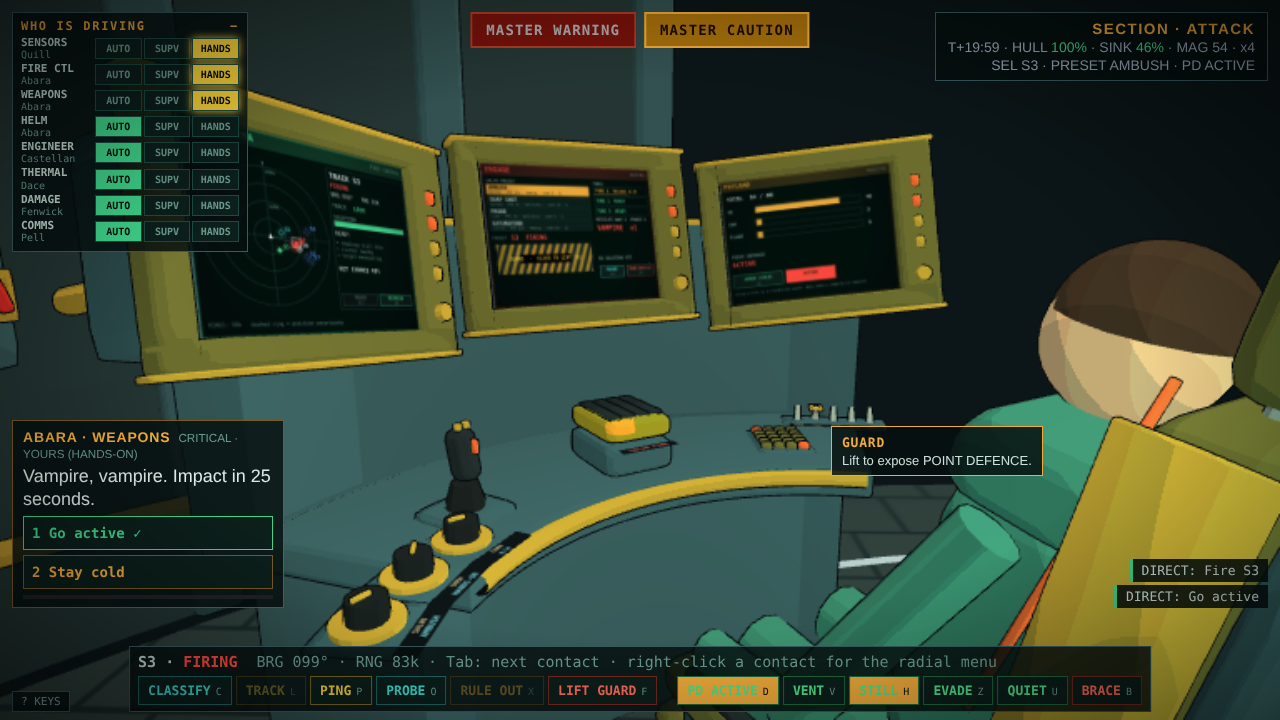 WHO IS DRIVING –
SENSORS
Quill
AUTO SUPV HANDS
FIRE CTL
Abara
AUTO SUPV HANDS
WEAPONS
Abara
AUTO SUPV HANDS
HELM
Abara
AUTO SUPV HANDS
ENGINEER
Castellan
AUTO SUPV HANDS
THERMAL
Dace
AUTO SUPV HANDS
DAMAGE
Fenwick
AUTO SUPV HANDS
COMMS
Pell
AUTO SUPV HANDS
MASTER WARNING
MASTER CAUTION
SECTION · ATTACK
T+19:59 · HULL 100% · SINK 46% · MAG 54 · x4
SEL S3 · PRESET AMBUSH · PD ACTIVE
TRACK S3
FIRING
ENGAGE
FIRING
VAMPIRE
ABARA · WEAPONS CRITICAL ·
YOURS (HANDS-ON)
Vampire, vampire. Impact in 25
seconds.
1 Go active ✓
2 Stay cold
GUARD
Lift to expose POINT DEFENCE.
DIRECT: Fire S3
DIRECT: Go active
S3 · FIRING BRG 099° · RNG 83k · Tab: next contact · right-click a contact for the radial menu
CLASSIFY C TRACK L PING P PROBE O RULE OUT X LIFT GUARD F PD ACTIVE D VENT V STILL H EVADE Z QUIET U BRACE B
? KEYS